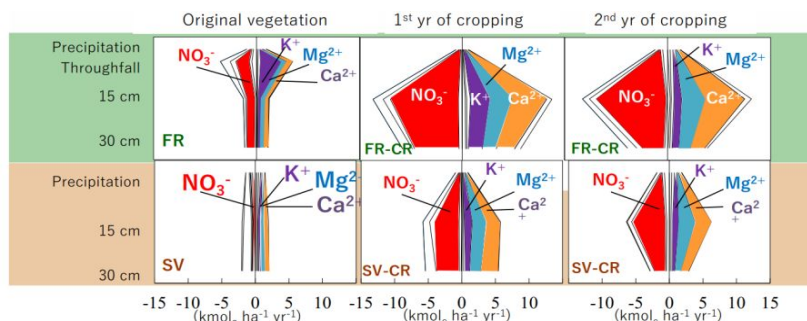 Original vegetation
1st yr of cropping
2nd yr of cropping
Precipitation
Throughfall
15 cm
30 cm
NO3-
K+
Mg2+
Ca2+
FR
NO3-
K+
Mg2+
Ca2+
FR-CR
NO3-
K+
Mg2+
Ca2+
FR-CR
Precipitation
15 cm
30 cm
NO3-
K+
Mg2
Ca2+
SV
NO3-
K+
Mg2+
Ca2
+
SV-CR
NO3-
K+
Mg2+
Ca2
+
SV-CR
-15 -10 -5 0 5 10 -10 -5 0 5 10 -10 -5 0 5 10 15
(kmolc ha-1 yr-1) (kmolc ha-1 yr-1) (kmolc ha-1 yr-1)